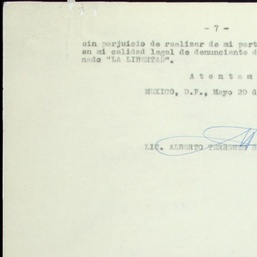 - 7 -
sin perjuicio de realizar de mi part
en mi calidad legal de denunciante d
nado "LA LIBERTAD".
A t e n t a m
MEXICO, D.F., Mayo 20 d
LIC. ALBERTO